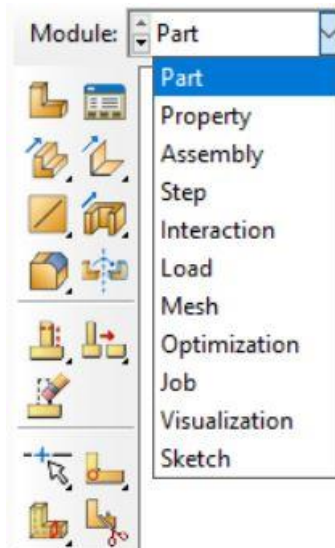 Module: Part
Part
Property
Assembly
Step
Interaction
Load
Mesh
Optimization
Job
Visualization
Sketch